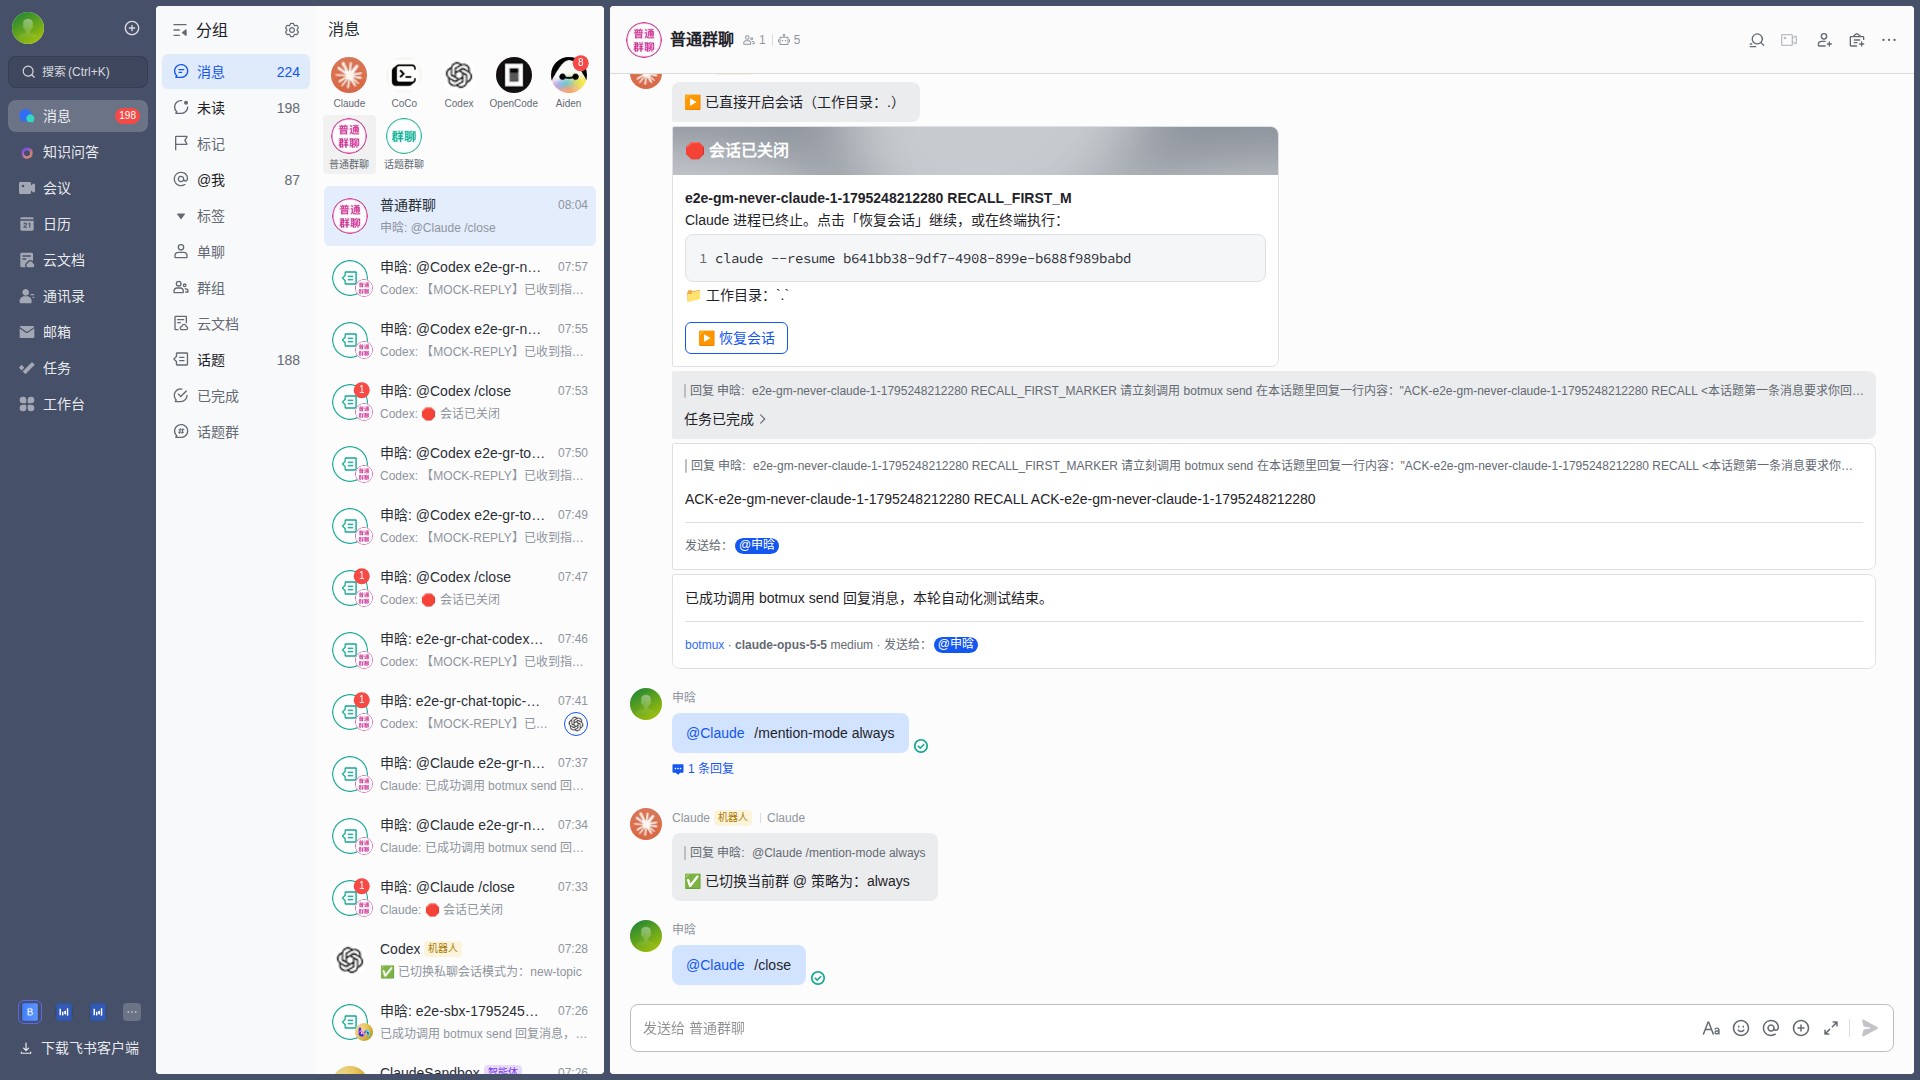 搜索 (Ctrl+K)
消息 198
知识问答
会议
日历
云文档
通讯录
邮箱
任务
工作台
下载飞书客户端
分组
消息 224
未读 198
标记
@我 87
标签
单聊
群组
云文档
话题 188
已完成
话题群
消息
Claude
CoCo
Codex
OpenCode
8
Aiden
普通群聊
普通群聊
群聊
话题群聊
普通群聊
普通群聊 08:04
申晗: @Claude /close
申晗: @Codex e2e-gr-n... 07:57
Codex: 【MOCK-REPLY】已收到指...
申晗: @Codex e2e-gr-n... 07:55
Codex: 【MOCK-REPLY】已收到指...
1
申晗: @Codex /close 07:53
Codex: 🛑 会话已关闭
申晗: @Codex e2e-gr-to... 07:50
Codex: 【MOCK-REPLY】已收到指...
申晗: @Codex e2e-gr-to... 07:49
Codex: 【MOCK-REPLY】已收到指...
1
申晗: @Codex /close 07:47
Codex: 🛑 会话已关闭
申晗: e2e-gr-chat-codex... 07:46
Codex: 【MOCK-REPLY】已收到指...
1
申晗: e2e-gr-chat-topic-... 07:41
Codex: 【MOCK-REPLY】已...
申晗: @Claude e2e-gr-n... 07:37
Claude: 已成功调用 botmux send 回...
申晗: @Claude e2e-gr-n... 07:34
Claude: 已成功调用 botmux send 回...
1
申晗: @Claude /close 07:33
Claude: 🛑 会话已关闭
Codex 机器人 07:28
✅ 已切换私聊会话模式为：new-topic
申晗: e2e-sbx-1795245... 07:26
已成功调用 botmux send 回复消息，...
ClaudeSandbox 智能体 07:26
普通群聊
普通群聊 1 5
▶️ 已直接开启会话（工作目录：.）
🛑 会话已关闭
e2e-gm-never-claude-1-1795248212280 RECALL_FIRST_M
Claude 进程已终止。点击「恢复会话」继续，或在终端执行：
1 claude --resume b641bb38-9df7-4908-899e-b688f989babd
📁 工作目录：`.`
▶️ 恢复会话
回复 申晗：e2e-gm-never-claude-1-1795248212280 RECALL_FIRST_MARKER 请立刻调用 botmux send 在本话题里回复一行内容："ACK-e2e-gm-never-claude-1-1795248212280 RECALL <本话题第一条消息要求你回...
任务已完成
回复 申晗：e2e-gm-never-claude-1-1795248212280 RECALL_FIRST_MARKER 请立刻调用 botmux send 在本话题里回复一行内容："ACK-e2e-gm-never-claude-1-1795248212280 RECALL <本话题第一条消息要求你...
ACK-e2e-gm-never-claude-1-1795248212280 RECALL ACK-e2e-gm-never-claude-1-1795248212280
发送给：@申晗
已成功调用 botmux send 回复消息，本轮自动化测试结束。
botmux · claude-opus-5-5 medium · 发送给：@申晗
申晗
@Claude /mention-mode always
1 条回复
Claude 机器人 Claude
回复 申晗：@Claude /mention-mode always
✅ 已切换当前群 @ 策略为：always
申晗
@Claude /close
发送给 普通群聊